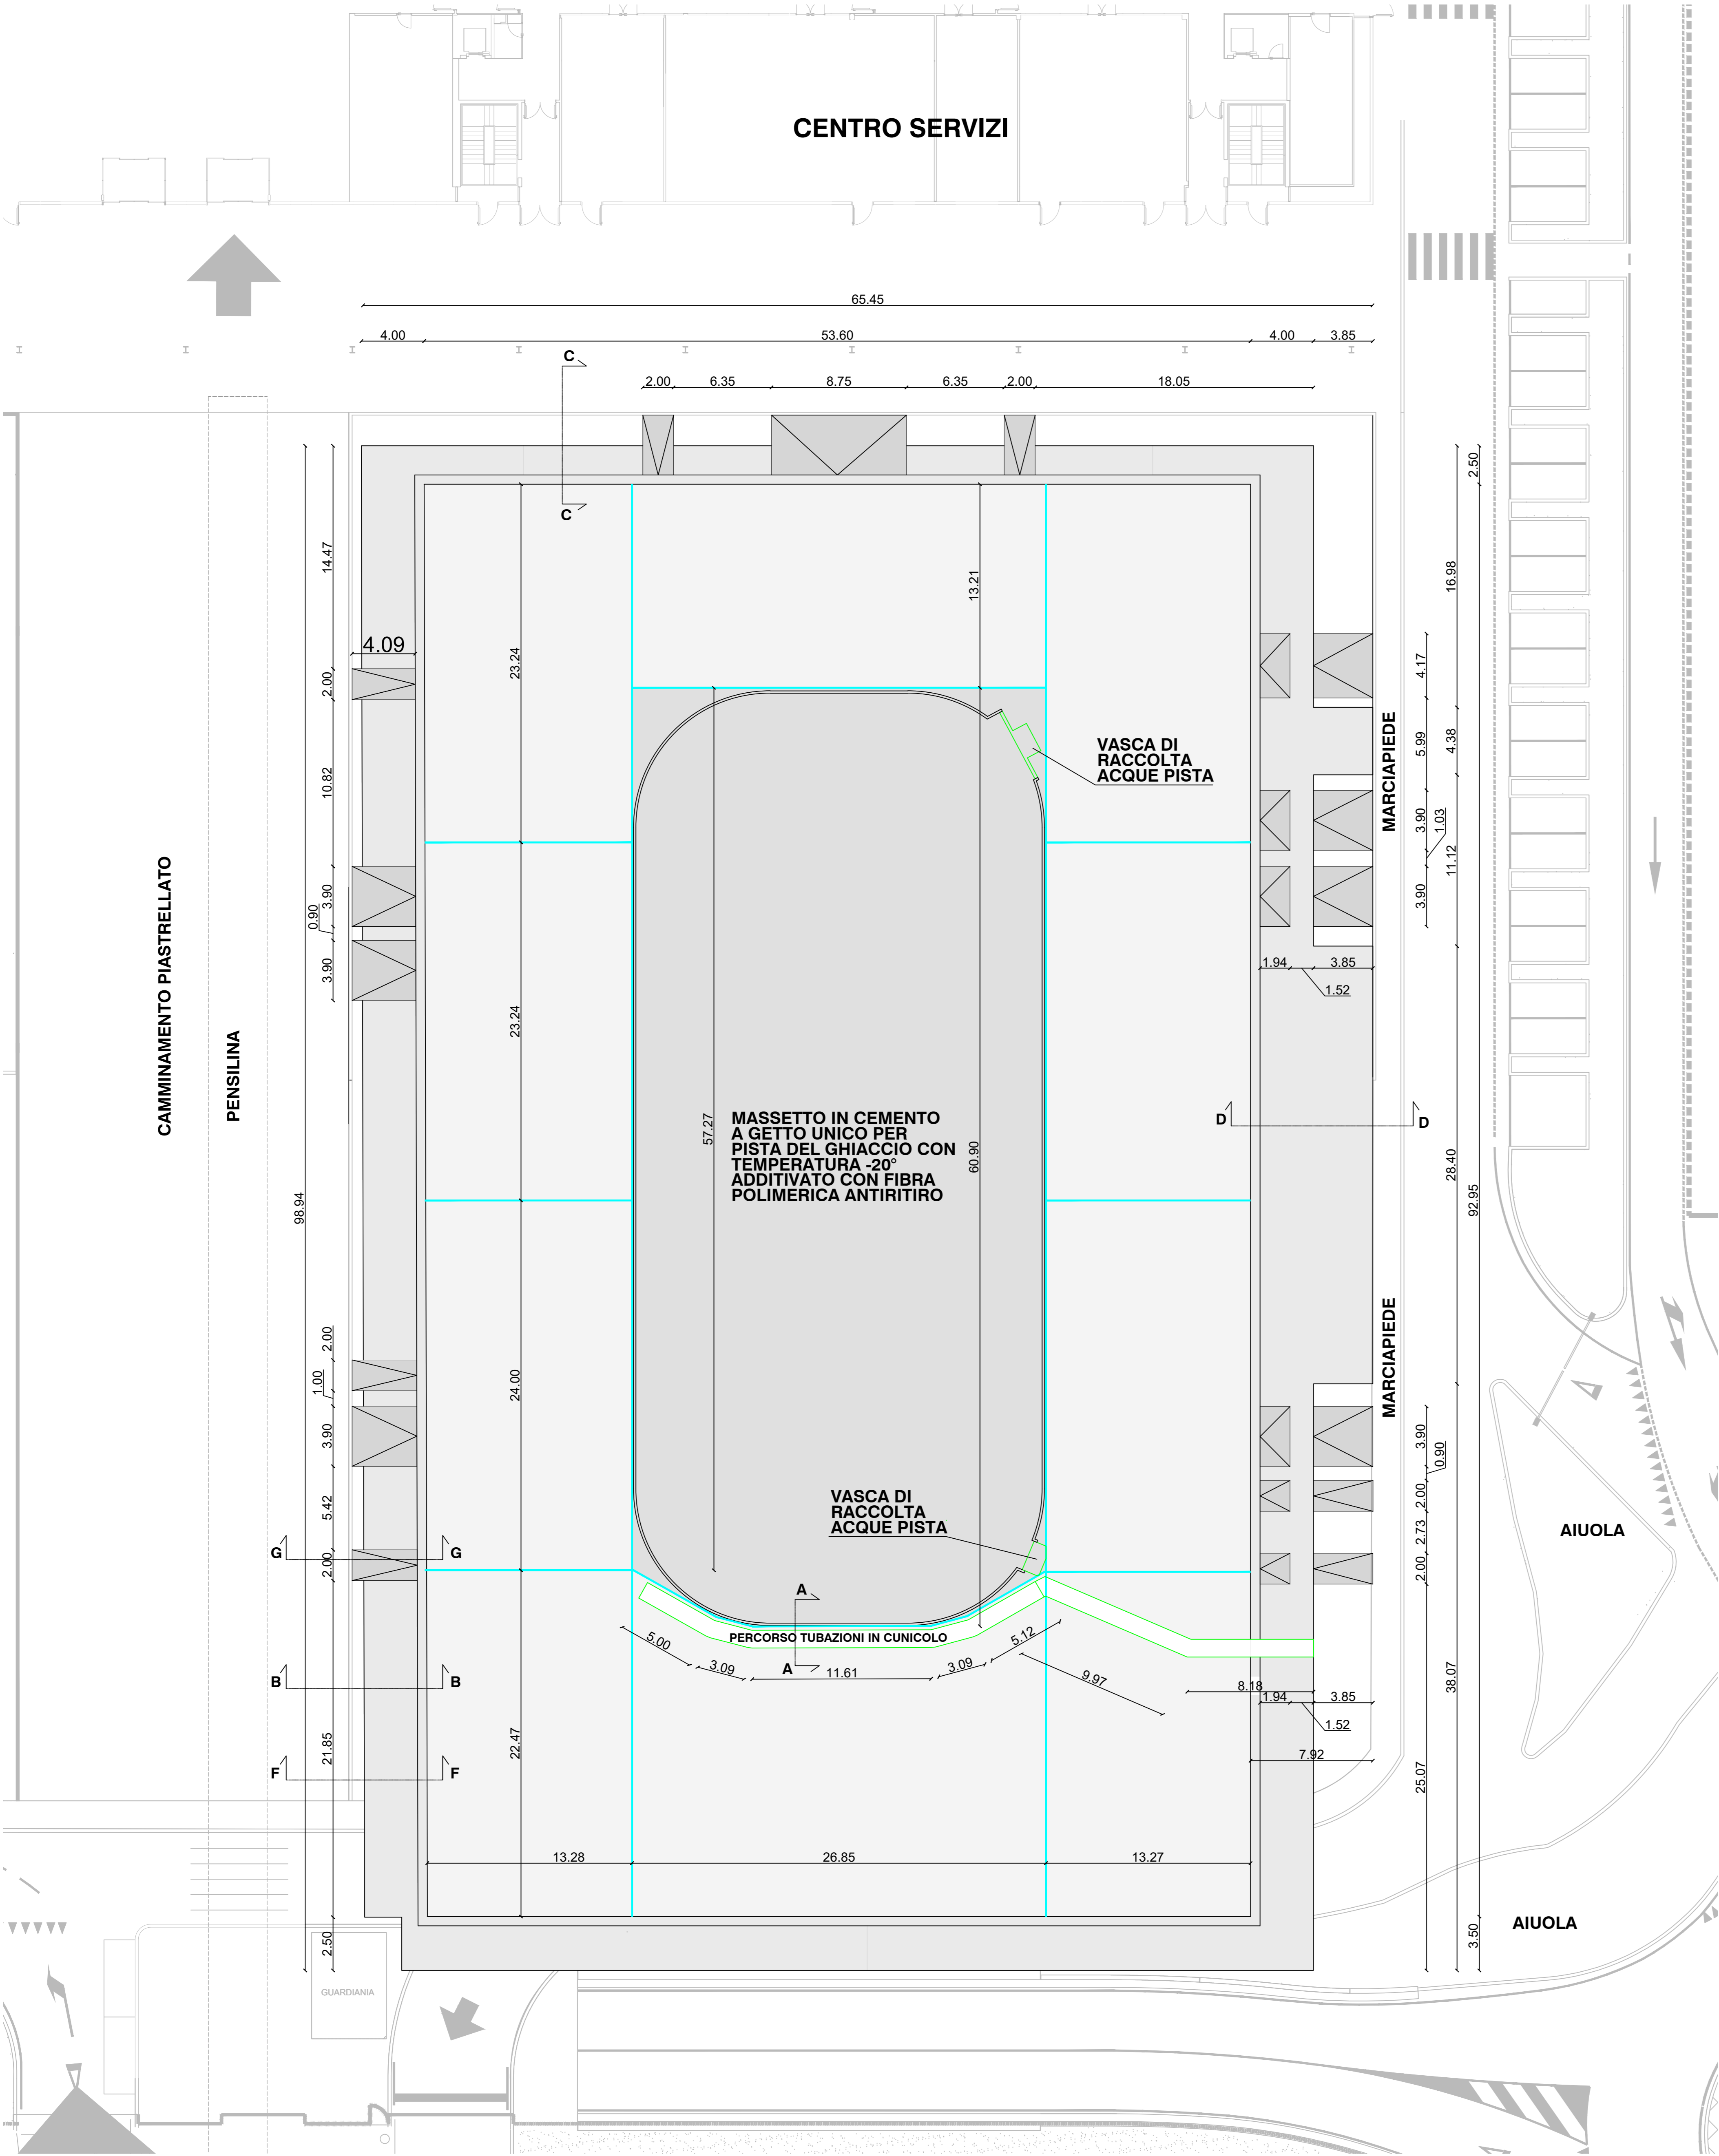 CENTRO SERVIZI
65.45
4.00
53.60
4.00
3.85
C
2.00
6.35
8.75
6.35
2.00
18.05
C
2.50
14.47
23.24
13.21
16.98
4.09
2.00
4.17
VASCA DI
RACCOLTA
ACQUE PISTA
MARCIAPIEDE
5.99
4.38
10.82
3.90
1.03
11.12
3.90
0.90
3.90
3.90
1.94
3.85
1.52
CAMMINAMENTO PIASTRELLATO
PENSILINA
23.24
57.27
60.90
MASSETTO IN CEMENTO
A GETTO UNICO PER
PISTA DEL GHIACCIO CON
TEMPERATURA -20°
ADDITIVATO CON FIBRA
POLIMERICA ANTIRITIRO
D
D
28.40
98.94
92.95
MARCIAPIEDE
2.00
1.00
24.00
3.90
3.90
0.90
2.00
5.42
VASCA DI
RACCOLTA
ACQUE PISTA
2.73
AIUOLA
G
G
2.00
2.00
A
PERCORSO TUBAZIONI IN CUNICOLO
5.00
3.09
A
11.61
3.09
5.12
9.97
B
B
8.18
1.94
3.85
1.52
38.07
21.85
22.47
7.92
F
F
25.07
13.28
26.85
13.27
AIUOLA
2.50
3.50
GUARDIANIA